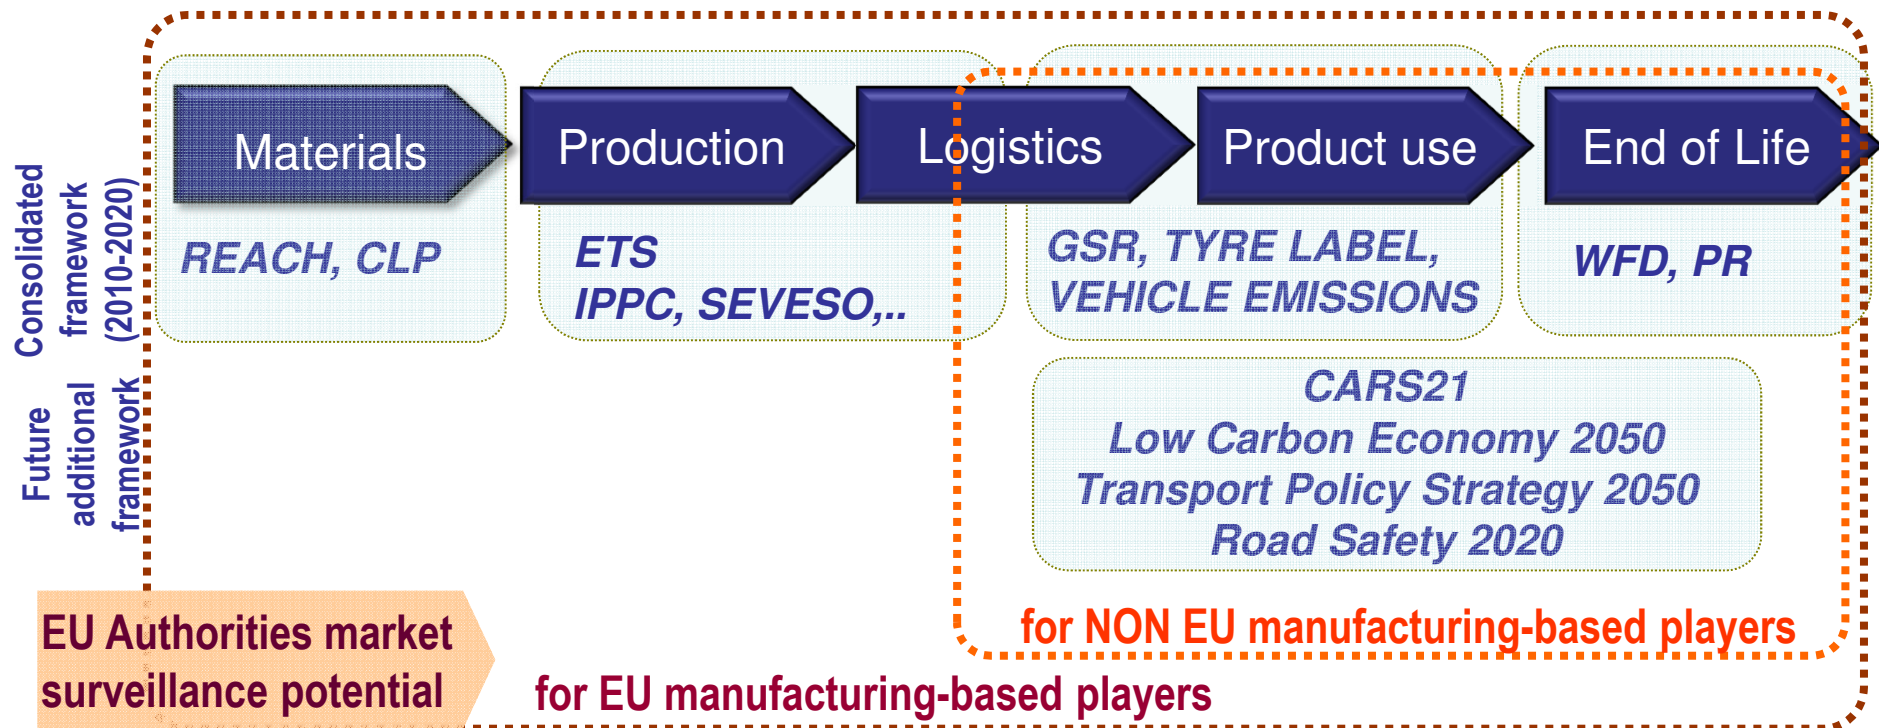 Materials
Production
Logistics
Product use
End of Life
Consolidated
framework
(2010-2020)
REACH, CLP
ETS
IPPC, SEVESO,..
GSR, TYRE LABEL,
VEHICLE EMISSIONS
WFD, PR
Future
additional
framework
CARS21
Low Carbon Economy 2050
Transport Policy Strategy 2050
Road Safety 2020
EU Authorities market
surveillance potential
for NON EU manufacturing-based players
for EU manufacturing-based players